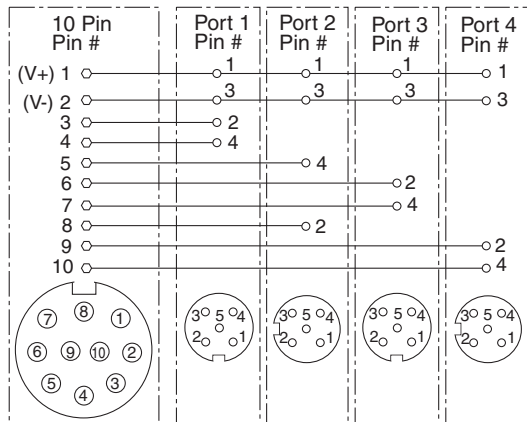 10 Pin Port 1 Port 2 Port 3 Port 4
Pin # Pin # Pin # Pin # Pin #
(V+) 1 1 1 1 1
(V-) 2 3 3 3 3
3 2
4 4
5 4
6 2
7 4
8 2
9 2
10 4
8
7 1
6 9 10 2
5 3
4
3 5 4
2 1
3 5 4
2 1
3 5 4
2 1
3 5 4
2 1